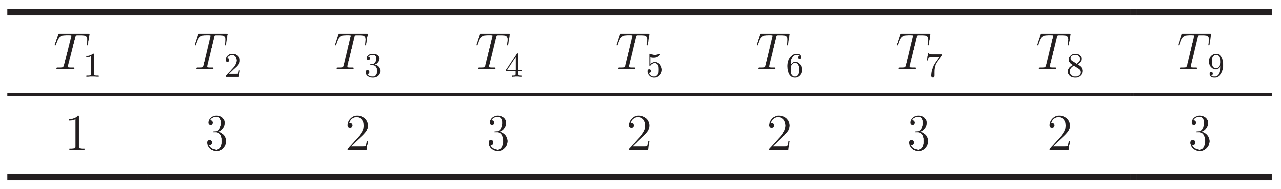 T₁ T₂ T₃ T₄ T₅ T₆ T₇ T₈ T₉
1 3 2 3 2 2 3 2 3